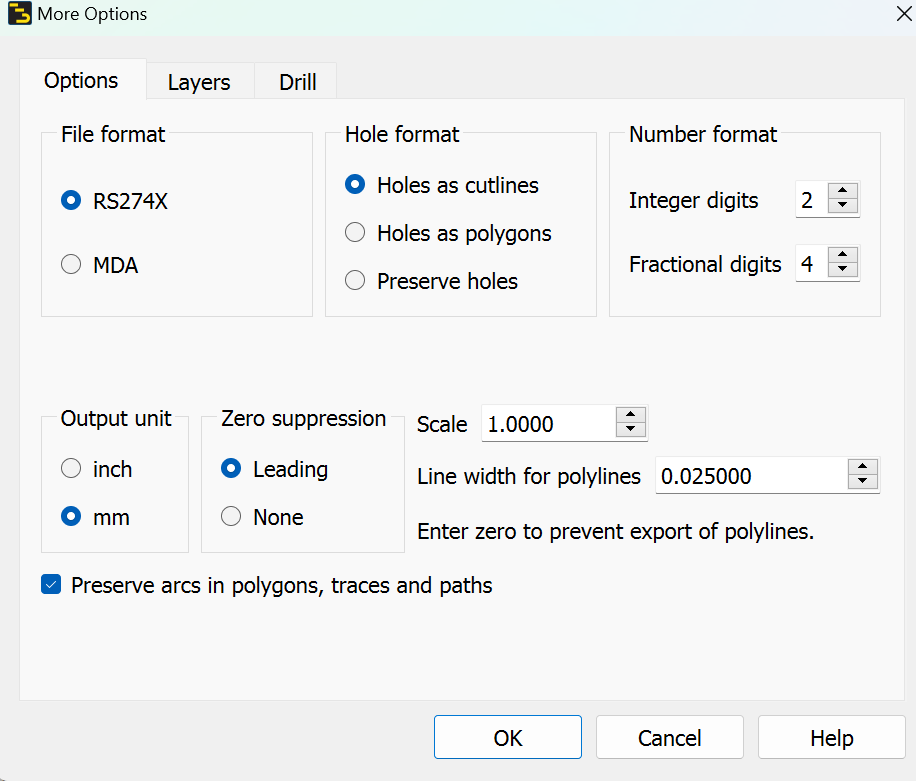 More Options
Options Layers Drill
File format
RS274X
MDA
Hole format
Holes as cutlines
Holes as polygons
Preserve holes
Number format
Integer digits 2
Fractional digits 4
Output unit
inch
mm
Zero suppression
Leading
None
Scale 1.0000
Line width for polylines 0.025000
Enter zero to prevent export of polylines.
Preserve arcs in polygons, traces and paths
OK Cancel Help